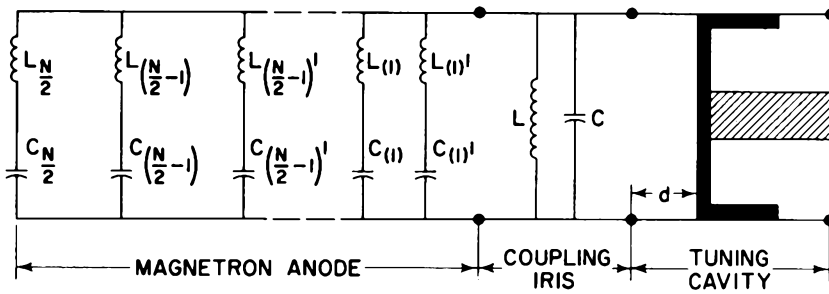 L N/2
L (N/2 -1)
L (N/2 -1)'
L (1)
L (1)'
C N/2
C (N/2 -1)
C (N/2 -1)'
C (1)
C (1)'
L
C
d
MAGNETRON ANODE
COUPLING
IRIS
TUNING
CAVITY